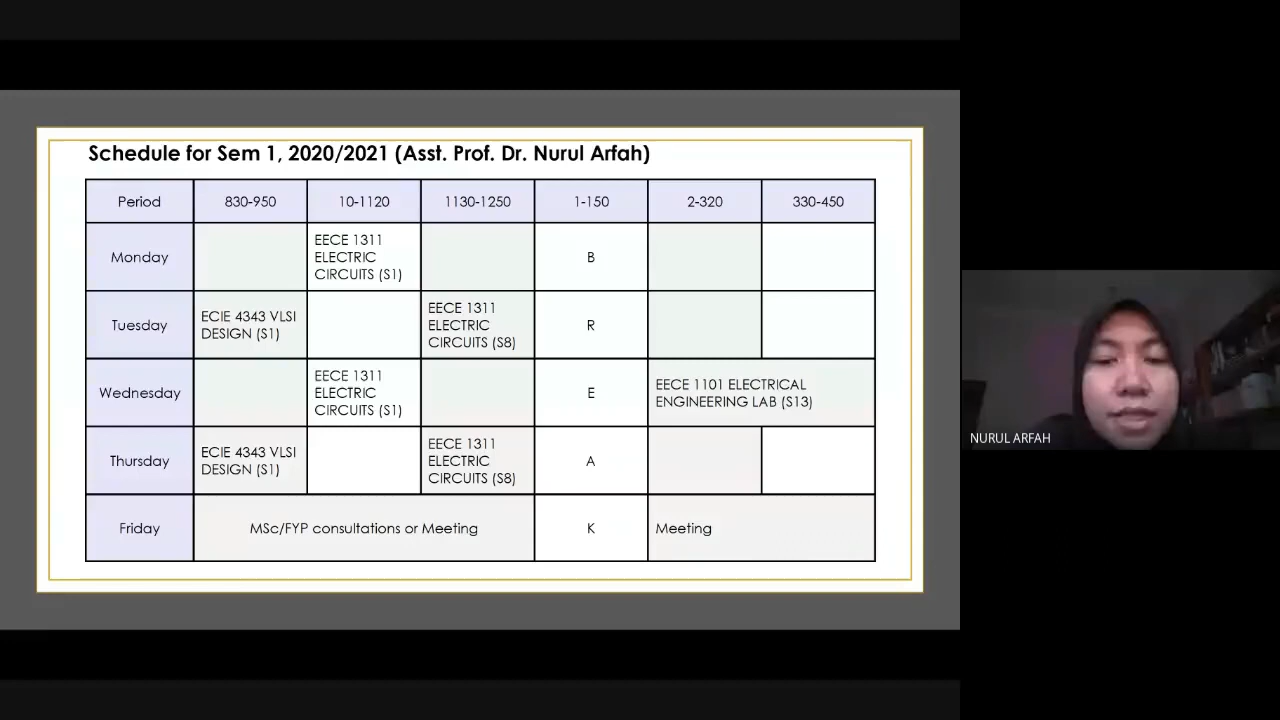 Schedule for Sem 1, 2020/2021 (Asst. Prof. Dr. Nurul Arfah)
Period 830-950 10-1120 1130-1250 1-150 2-320 330-450
Monday
EECE 1311
ELECTRIC
CIRCUITS (S1)
B
Tuesday
ECIE 4343 VLSI
DESIGN (S1)
EECE 1311
ELECTRIC
CIRCUITS (S8)
R
Wednesday
EECE 1311
ELECTRIC
CIRCUITS (S1)
E
EECE 1101 ELECTRICAL
ENGINEERING LAB (S13)
Thursday
ECIE 4343 VLSI
DESIGN (S1)
EECE 1311
ELECTRIC
CIRCUITS (S8)
A
Friday
MSc/FYP consultations or Meeting
K
Meeting
NURUL ARFAH